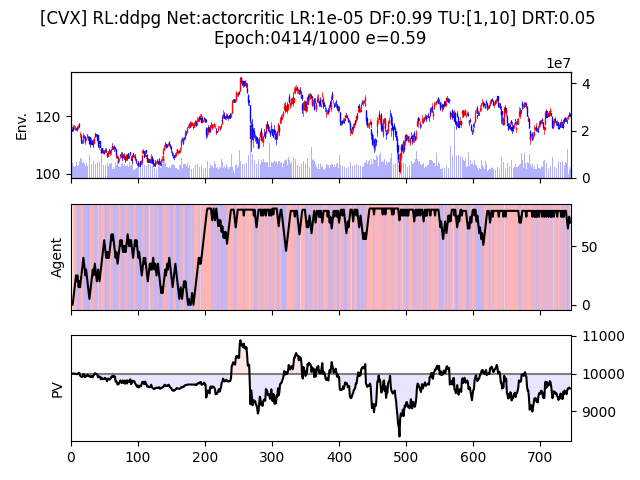 [CVX] RL:ddpg Net:actorcritic LR:1e-05 DF:0.99 TU:[1,10] DRT:0.05
Epoch:0414/1000 e=0.59
1e7
Env.
120
100
4
2
0
Agent
50
0
PV
11000
10000
9000
0 100 200 300 400 500 600 700